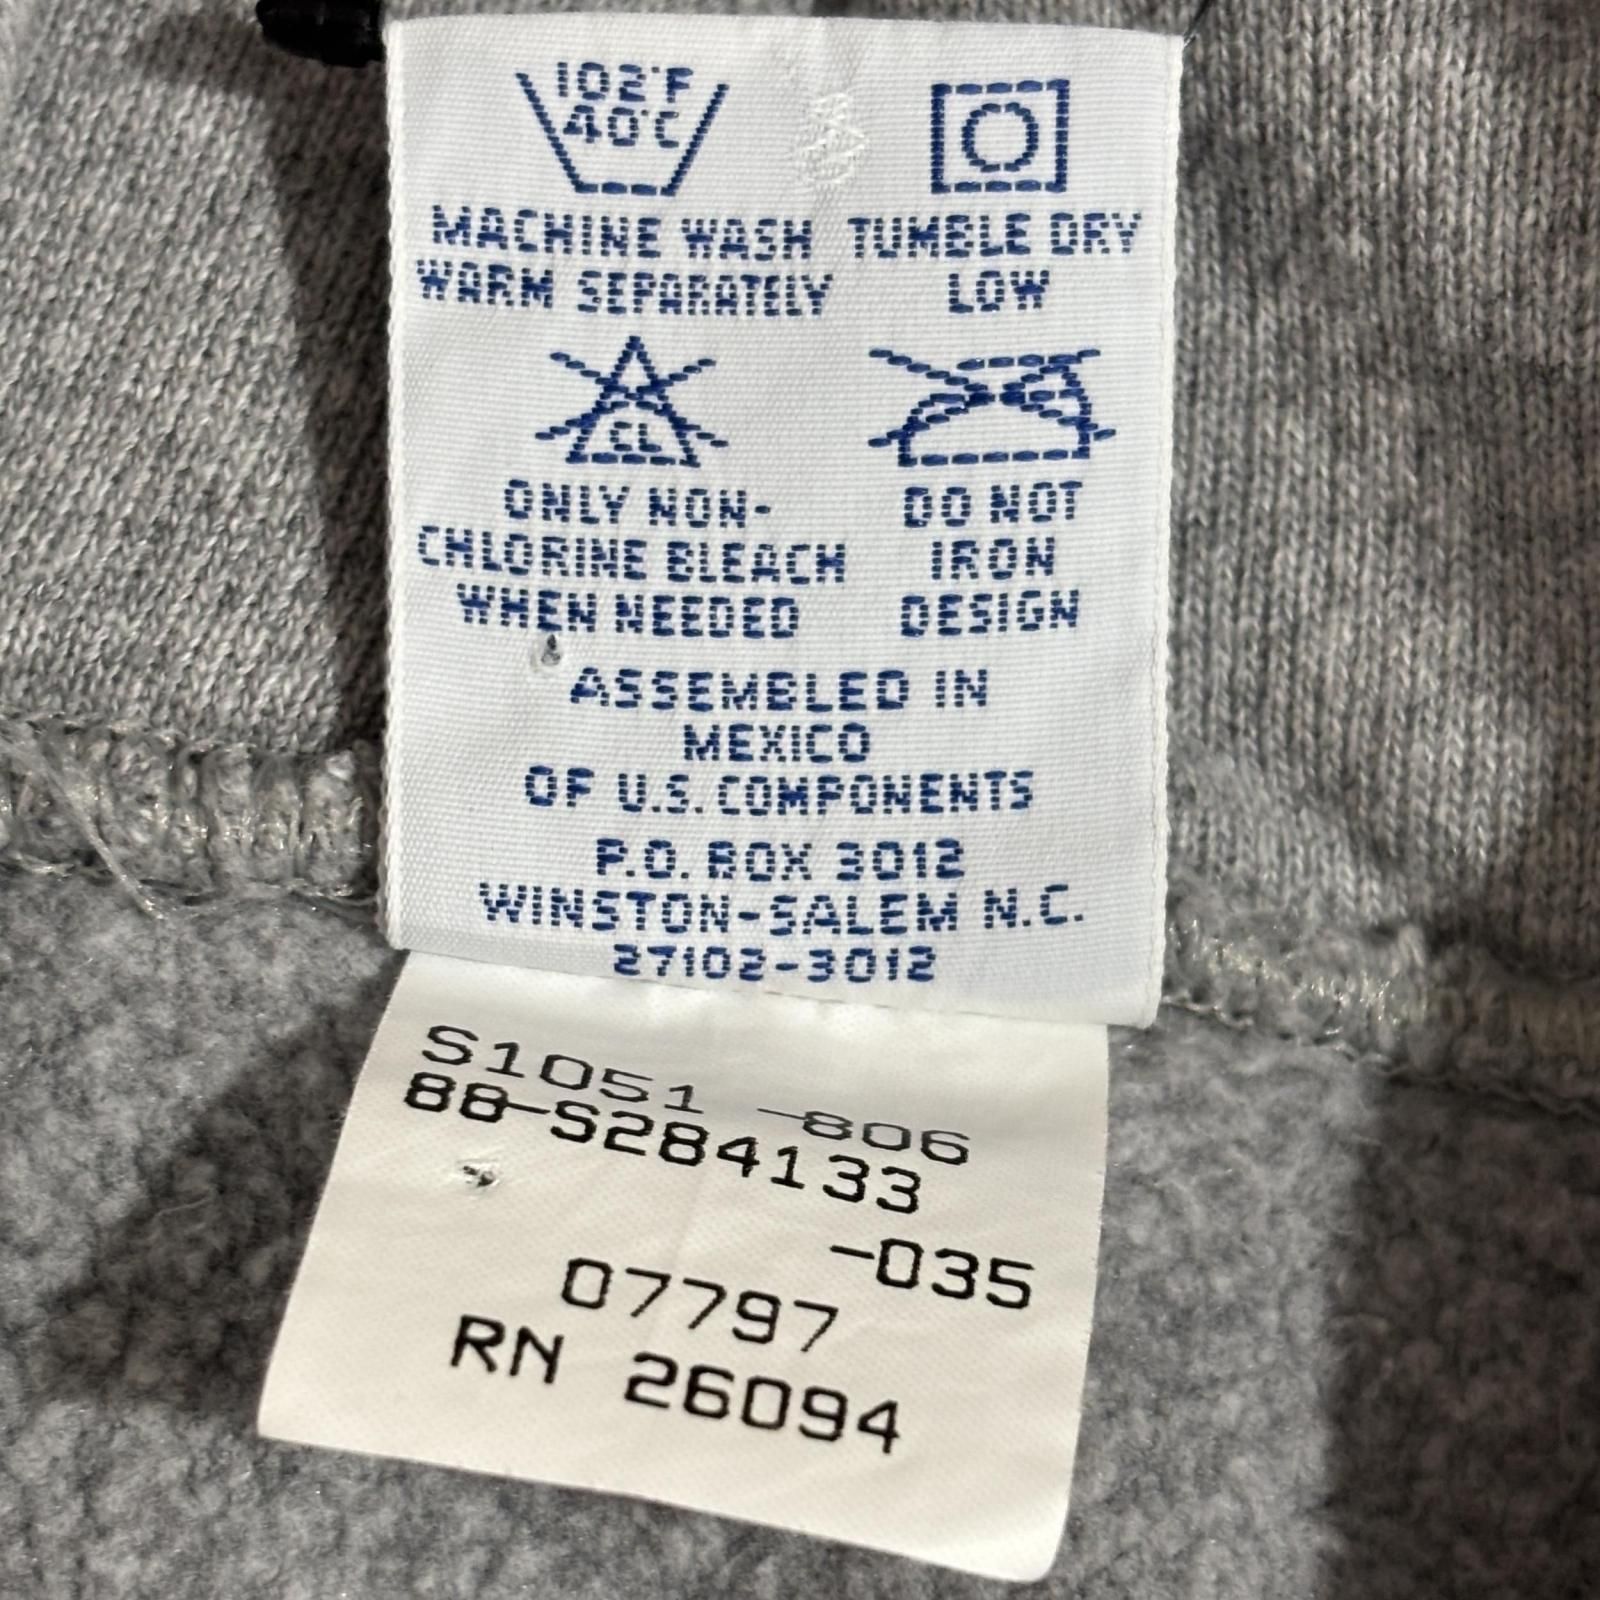 102°F
40°C
MACHINE WASH
WARM SEPARATELY
TUMBLE DRY
LOW
CL
ONLY NON-
CHLORINE BLEACH
WHEN NEEDED
DO NOT
IRON
DESIGN
ASSEMBLED IN
MEXICO
OF U.S. COMPONENTS
P.O. BOX 3012
WINSTON-SALEM N.C.
27102-3012
S1051 -806
88-S284133
-035
07797
RN 26094